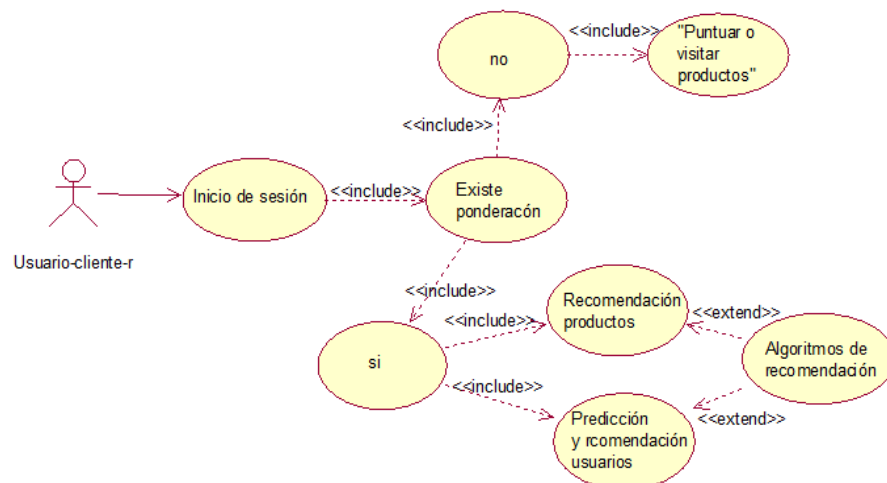 <<include>>
"Puntuar o
visitar
productos"
no
<<include>>
Inicio de sesión
<<include>>
Existe
ponderacón
Usuario-cliente-r
<<include>>
Recomendación
productos
<<extend>>
<<include>>
Algoritmos de
recomendación
si
<<include>>
Predicción
y rcomendación
usuarios
<<extend>>